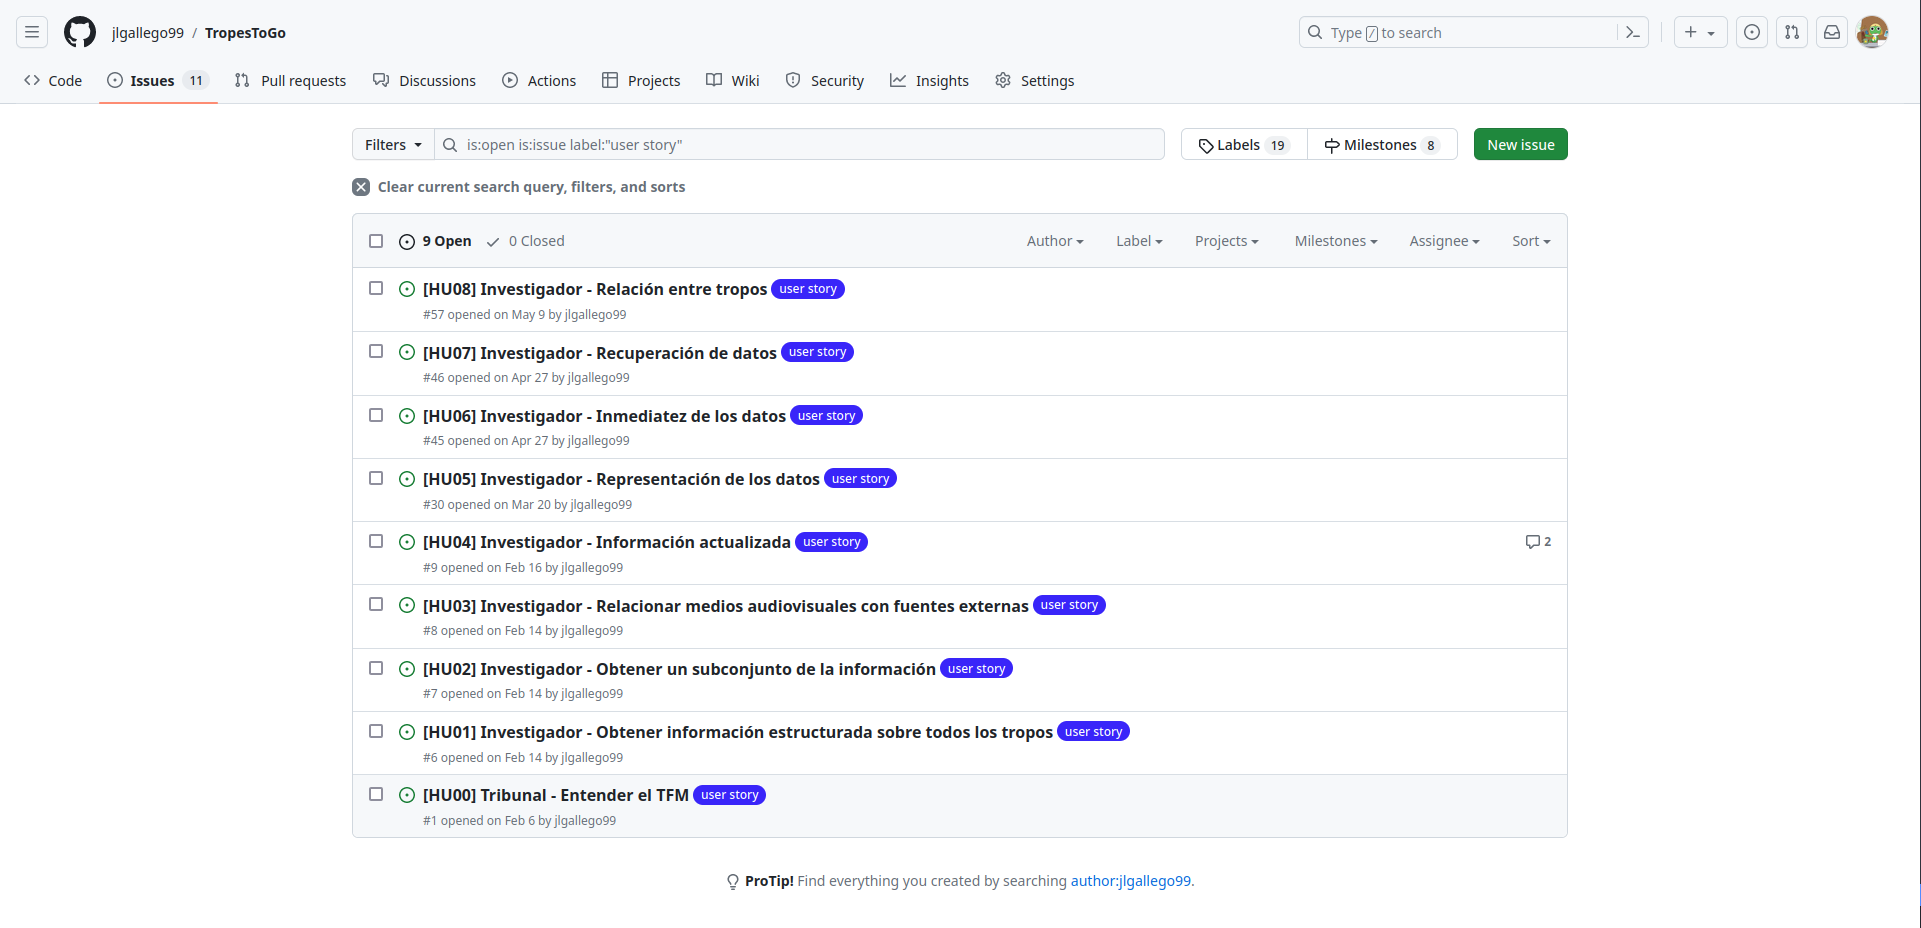 jlgallego99 / TropesToGo
Type / to search
Code
Issues 11
Pull requests
Discussions
Actions
Projects
Wiki
Security
Insights
Settings
Filters
is:open is:issue label:"user story"
Labels 19
Milestones 8
New issue
Clear current search query, filters, and sorts
9 Open
0 Closed
Author
Label
Projects
Milestones
Assignee
Sort
[HU08] Investigador - Relación entre tropos user story
#57 opened on May 9 by jlgallego99
[HU07] Investigador - Recuperación de datos user story
#46 opened on Apr 27 by jlgallego99
[HU06] Investigador - Inmediatez de los datos user story
#45 opened on Apr 27 by jlgallego99
[HU05] Investigador - Representación de los datos user story
#30 opened on Mar 20 by jlgallego99
[HU04] Investigador - Información actualizada user story
2
#9 opened on Feb 16 by jlgallego99
[HU03] Investigador - Relacionar medios audiovisuales con fuentes externas user story
#8 opened on Feb 14 by jlgallego99
[HU02] Investigador - Obtener un subconjunto de la información user story
#7 opened on Feb 14 by jlgallego99
[HU01] Investigador - Obtener información estructurada sobre todos los tropos user story
#6 opened on Feb 14 by jlgallego99
[HU00] Tribunal - Entender el TFM user story
#1 opened on Feb 6 by jlgallego99
ProTip! Find everything you created by searching author:jlgallego99.